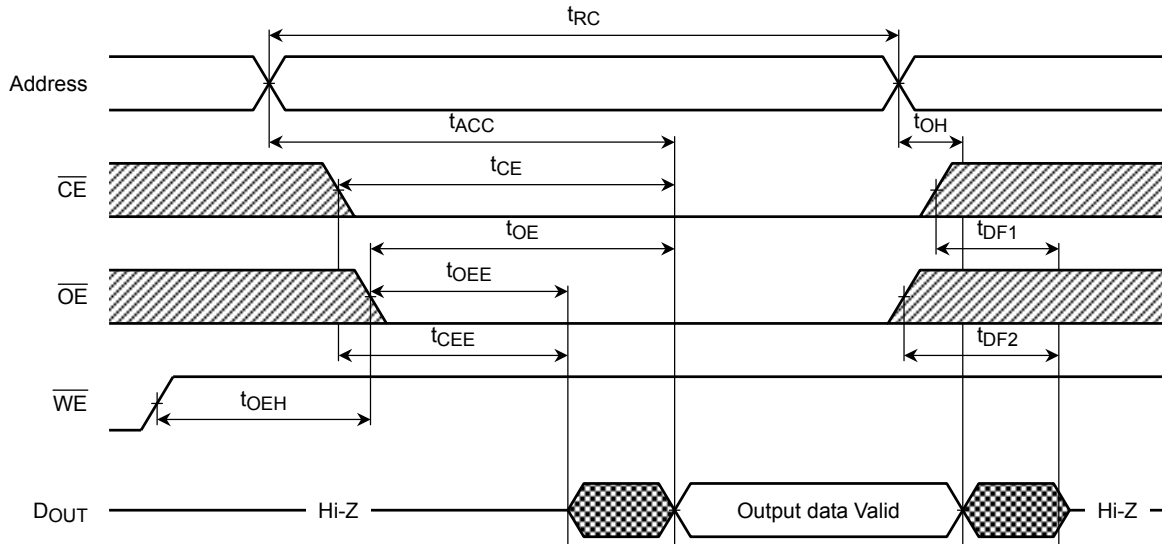 tRC
Address
tACC
tOH
CE
tCE
tOE
tDF1
OE
tOEE
tCEE
tDF2
WE
tOEH
DOUT
Hi-Z
Output data Valid
Hi-Z